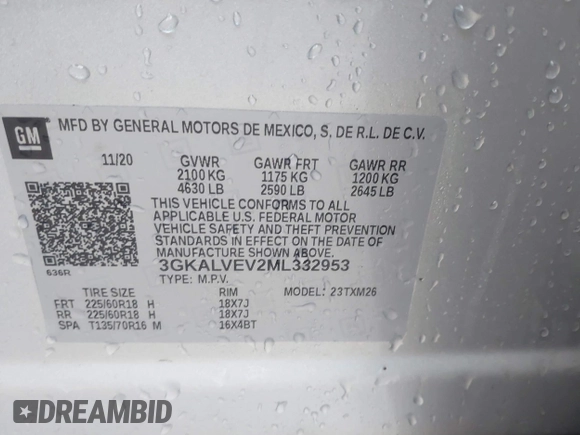 GM
MFD BY GENERAL MOTORS DE MEXICO, S. DE R.L. DE C.V.
11/20 GVWR GAWR FRT GAWR RR
2100 KG 1175 KG 1200 KG
4630 LB 2590 LB 2645 LB
THIS VEHICLE CONFORMS TO ALL
APPLICABLE U.S. FEDERAL MOTOR
VEHICLE SAFETY AND THEFT PREVENTION
STANDARDS IN EFFECT ON THE DATE OF
MANUFACTURE SHOWN ABOVE.
636R
3GKALVEV2ML332953
TYPE: M.P.V.
TIRE SIZE RIM MODEL: 23TXM26
FRT 225/60R18 H 18X7J
RR 225/60R18 H 18X7J
SPA T135/70R16 M 16X4BT
DREAMBID